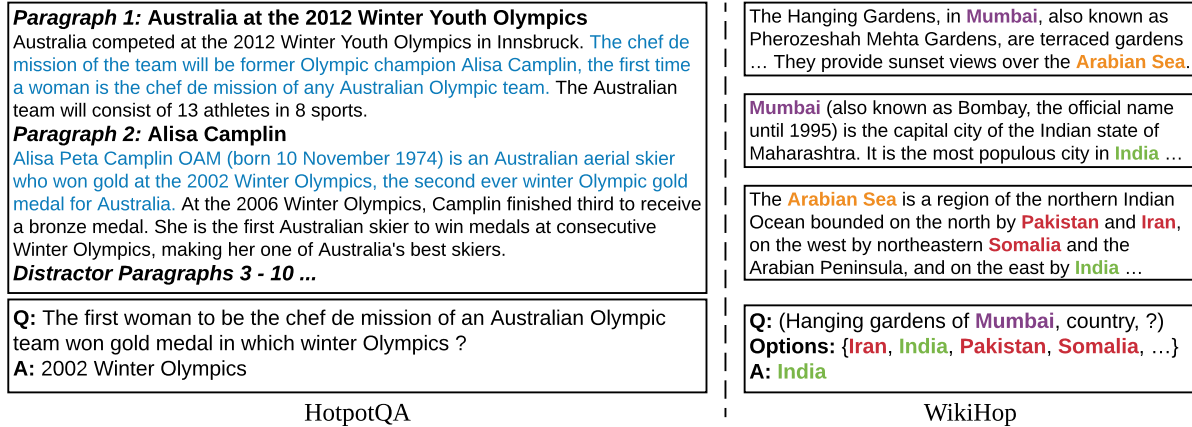 Paragraph 1: Australia at the 2012 Winter Youth Olympics
Australia competed at the 2012 Winter Youth Olympics in Innsbruck. The chef de
mission of the team will be former Olympic champion Alisa Camplin, the first time
a woman is the chef de mission of any Australian Olympic team. The Australian
team will consist of 13 athletes in 8 sports.
Paragraph 2: Alisa Camplin
Alisa Peta Camplin OAM (born 10 November 1974) is an Australian aerial skier
who won gold at the 2002 Winter Olympics, the second ever winter Olympic gold
medal for Australia. At the 2006 Winter Olympics, Camplin finished third to receive
a bronze medal. She is the first Australian skier to win medals at consecutive
Winter Olympics, making her one of Australia's best skiers.
Distractor Paragraphs 3 - 10 ...
Q: The first woman to be the chef de mission of an Australian Olympic
team won gold medal in which winter Olympics ?
A: 2002 Winter Olympics
HotpotQA
The Hanging Gardens, in Mumbai, also known as
Pherozeshah Mehta Gardens, are terraced gardens
… They provide sunset views over the Arabian Sea.
Mumbai (also known as Bombay, the official name
until 1995) is the capital city of the Indian state of
Maharashtra. It is the most populous city in India …
The Arabian Sea is a region of the northern Indian
Ocean bounded on the north by Pakistan and Iran,
on the west by northeastern Somalia and the
Arabian Peninsula, and on the east by India …
Q: (Hanging gardens of Mumbai, country, ?)
Options: {Iran, India, Pakistan, Somalia, …}
A: India
WikiHop